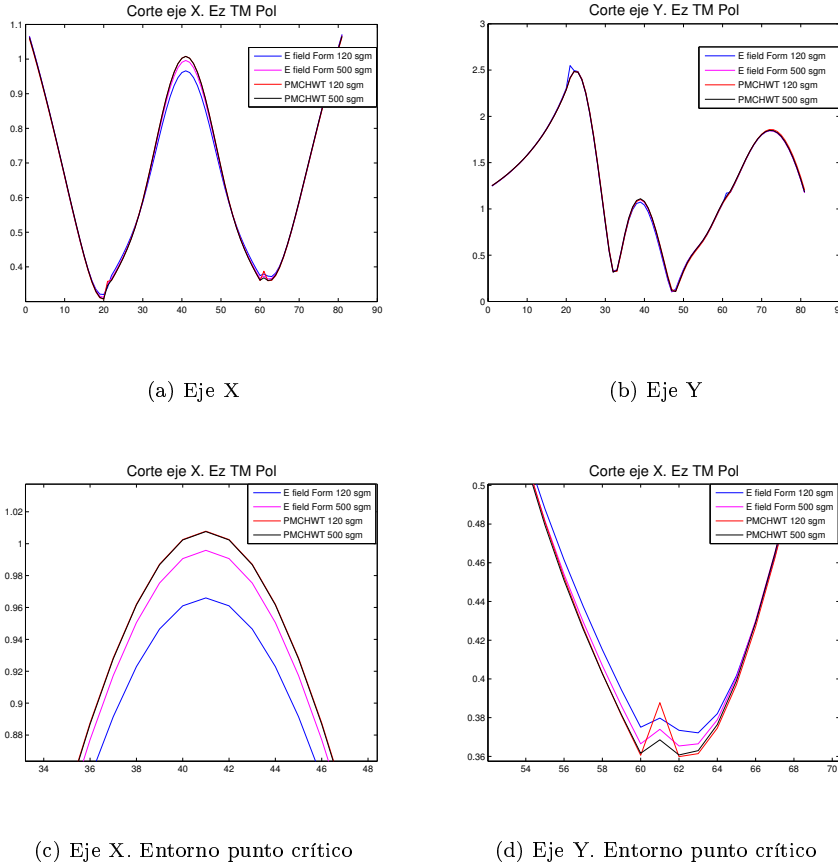 Corte eje X. Ez TM Pol
1.1
1
0.9
0.8
0.7
0.6
0.5
0.4
0 10 20 30 40 50 60 70 80 90
E field Form 120 sgm
E field Form 500 sgm
PMCHWT 120 sgm
PMCHWT 500 sgm
(a) Eje X
Corte eje Y. Ez TM Pol
3
2.5
2
1.5
1
0.5
0
0 10 20 30 40 50 60 70 80 90
E field Form 120 sgm
E field Form 500 sgm
PMCHWT 120 sgm
PMCHWT 500 sgm
(b) Eje Y
Corte eje X. Ez TM Pol
1.02
1
0.98
0.96
0.94
0.92
0.9
0.88
34 36 38 40 42 44 46 48
E field Form 120 sgm
E field Form 500 sgm
PMCHWT 120 sgm
PMCHWT 500 sgm
(c) Eje X. Entorno punto crítico
Corte eje X. Ez TM Pol
0.5
0.48
0.46
0.44
0.42
0.4
0.38
0.36
54 56 58 60 62 64 66 68 70
E field Form 120 sgm
E field Form 500 sgm
PMCHWT 120 sgm
PMCHWT 500 sgm
(d) Eje Y. Entorno punto crítico